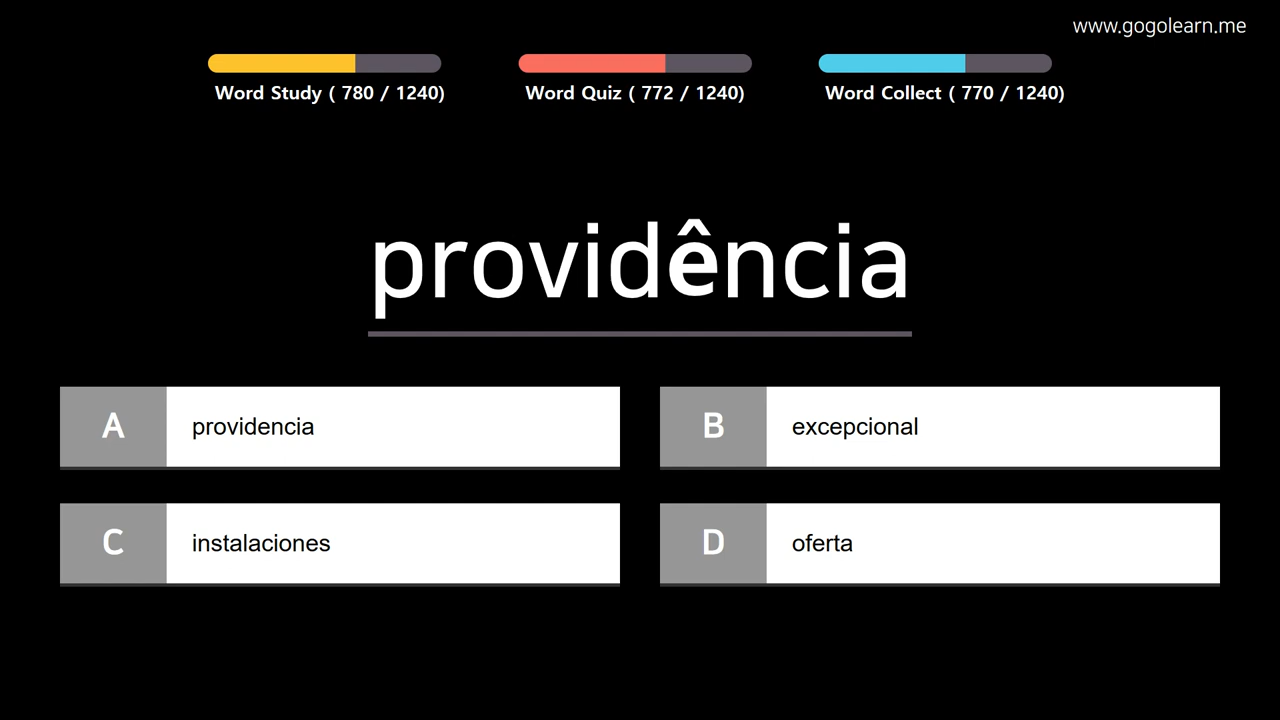 www.gogolearn.me
Word Study ( 780 / 1240)
Word Quiz ( 772 / 1240)
Word Collect ( 770 / 1240)
providência
A providencia
B excepcional
C instalaciones
D oferta